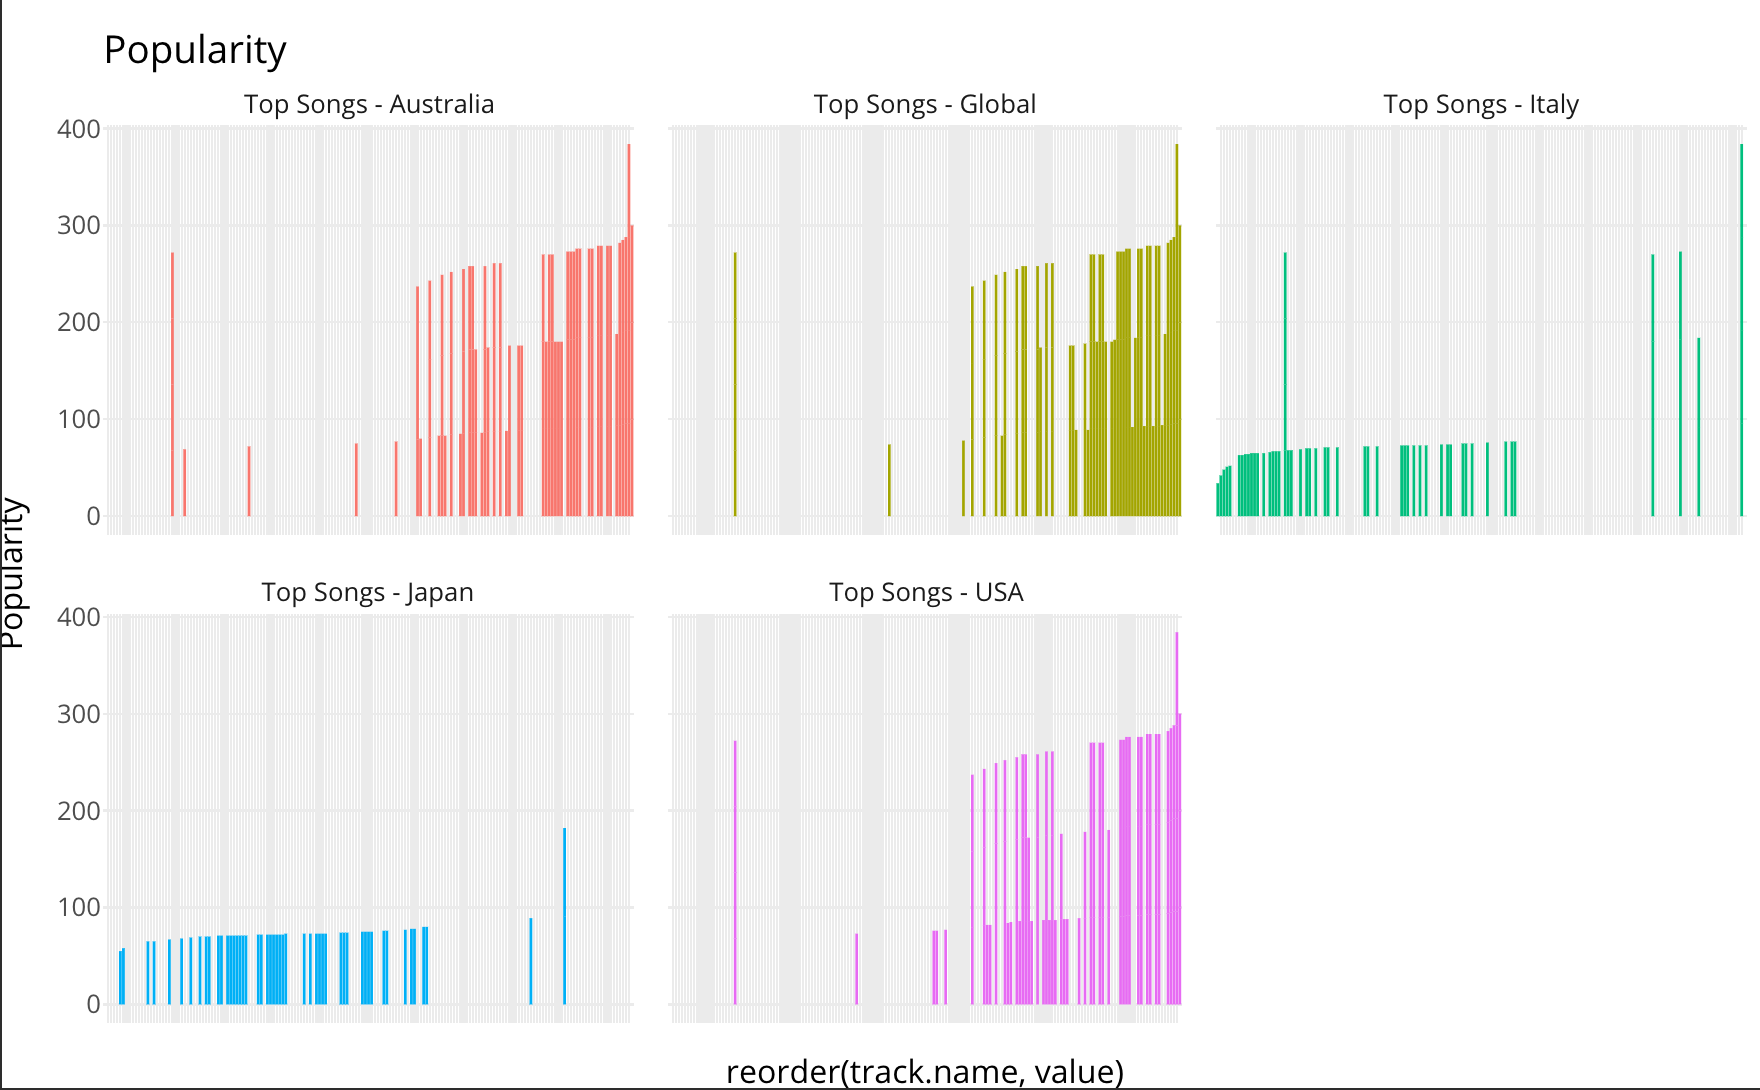 Popularity
Top Songs - Australia
Top Songs - Global
Top Songs - Italy
400
300
200
100
0
Top Songs - Japan
Top Songs - USA
400
300
200
100
0
Popularity
reorder(track.name, value)